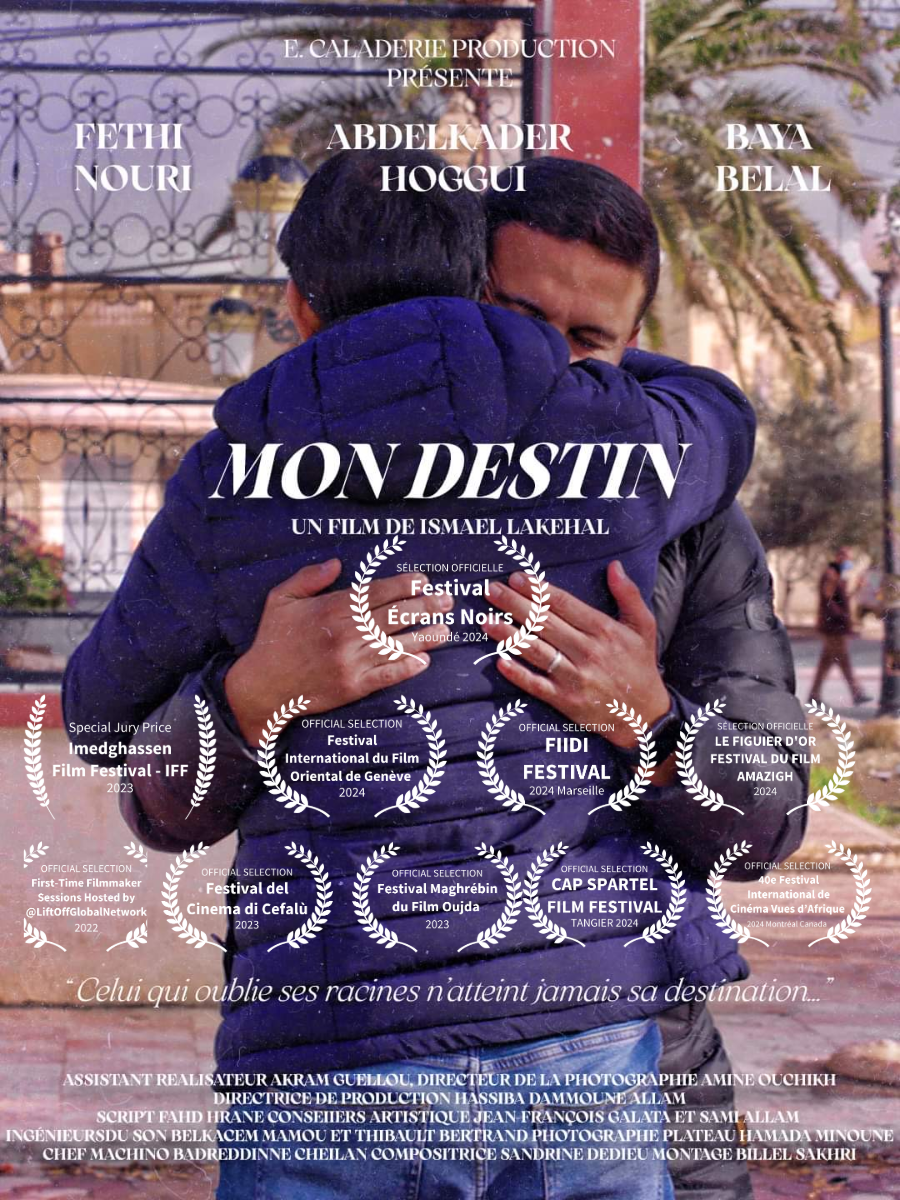 E. CALADERIE PRODUCTION
PRÉSENTE
FETHI
NOURI
ABDELKADER
HOGGUI
BAYA
BELAL
MON DESTIN
UN FILM DE ISMAEL LAKEHAL
SÉLECTION OFFICIELLE
Festival
Écrans Noirs
Yaoundé 2024
Special Jury Price
Imedghassen
Film Festival - IFF
2023
OFFICIAL SELECTION
Festival
International du Film
Oriental de Genève
2024
OFFICIAL SELECTION
FIIDI
FESTIVAL
2024 Marseille
SÉLECTION OFFICIELLE
LE FIGUIER D'OR
FESTIVAL DU FILM
AMAZIGH
2024
OFFICIAL SELECTION
First-Time Filmmaker
Sessions Hosted by
@LiftOffGlobalNetwork
2022
OFFICIAL SELECTION
Festival del
Cinema di Cefalù
2023
OFFICIAL SELECTION
Festival Maghrébin
du Film Oujda
2023
OFFICIAL SELECTION
CAP SPARTEL
FILM FESTIVAL
TANGIER 2024
OFFICIAL SELECTION
40e Festival
International de
Cinéma Vues d'Afrique
2024 Montréal Canada
“Celui qui oublie ses racines n'atteint jamais sa destination...”
ASSISTANT REALISATEUR AKRAM GUELLOU, DIRECTEUR DE LA PHOTOGRAPHIE AMINE OUCHIKH
DIRECTRICE DE PRODUCTION HASSIBA DAMMOUNE ALLAM
SCRIPT FAHD HRANE CONSEIIERS ARTISTIQUE JEAN-FRANÇOIS GALATA ET SAMI ALLAM
INGÉNIEURSDU SON BELKACEM MAMOU ET THIBAULT BERTRAND PHOTOGRAPHE PLATEAU HAMADA MINOUNE
CHEF MACHINO BADREDDINNE CHEILAN COMPOSITRICE SANDRINE DEDIEU MONTAGE BILLEL SAKHRI